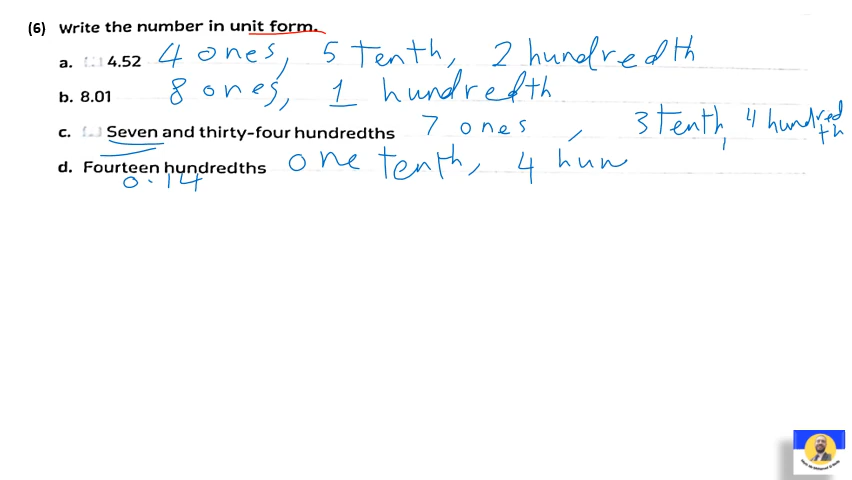 (6) Write the number in unit form.
a. 4.52 4 ones, 5 tenth, 2 hundredth
b. 8.01 8 ones, 1 hundredth
c. Seven and thirty-four hundredths 7 ones , 3 tenth, 4 hundred
th
d. Fourteen hundredths one tenth, 4 hun
0.14